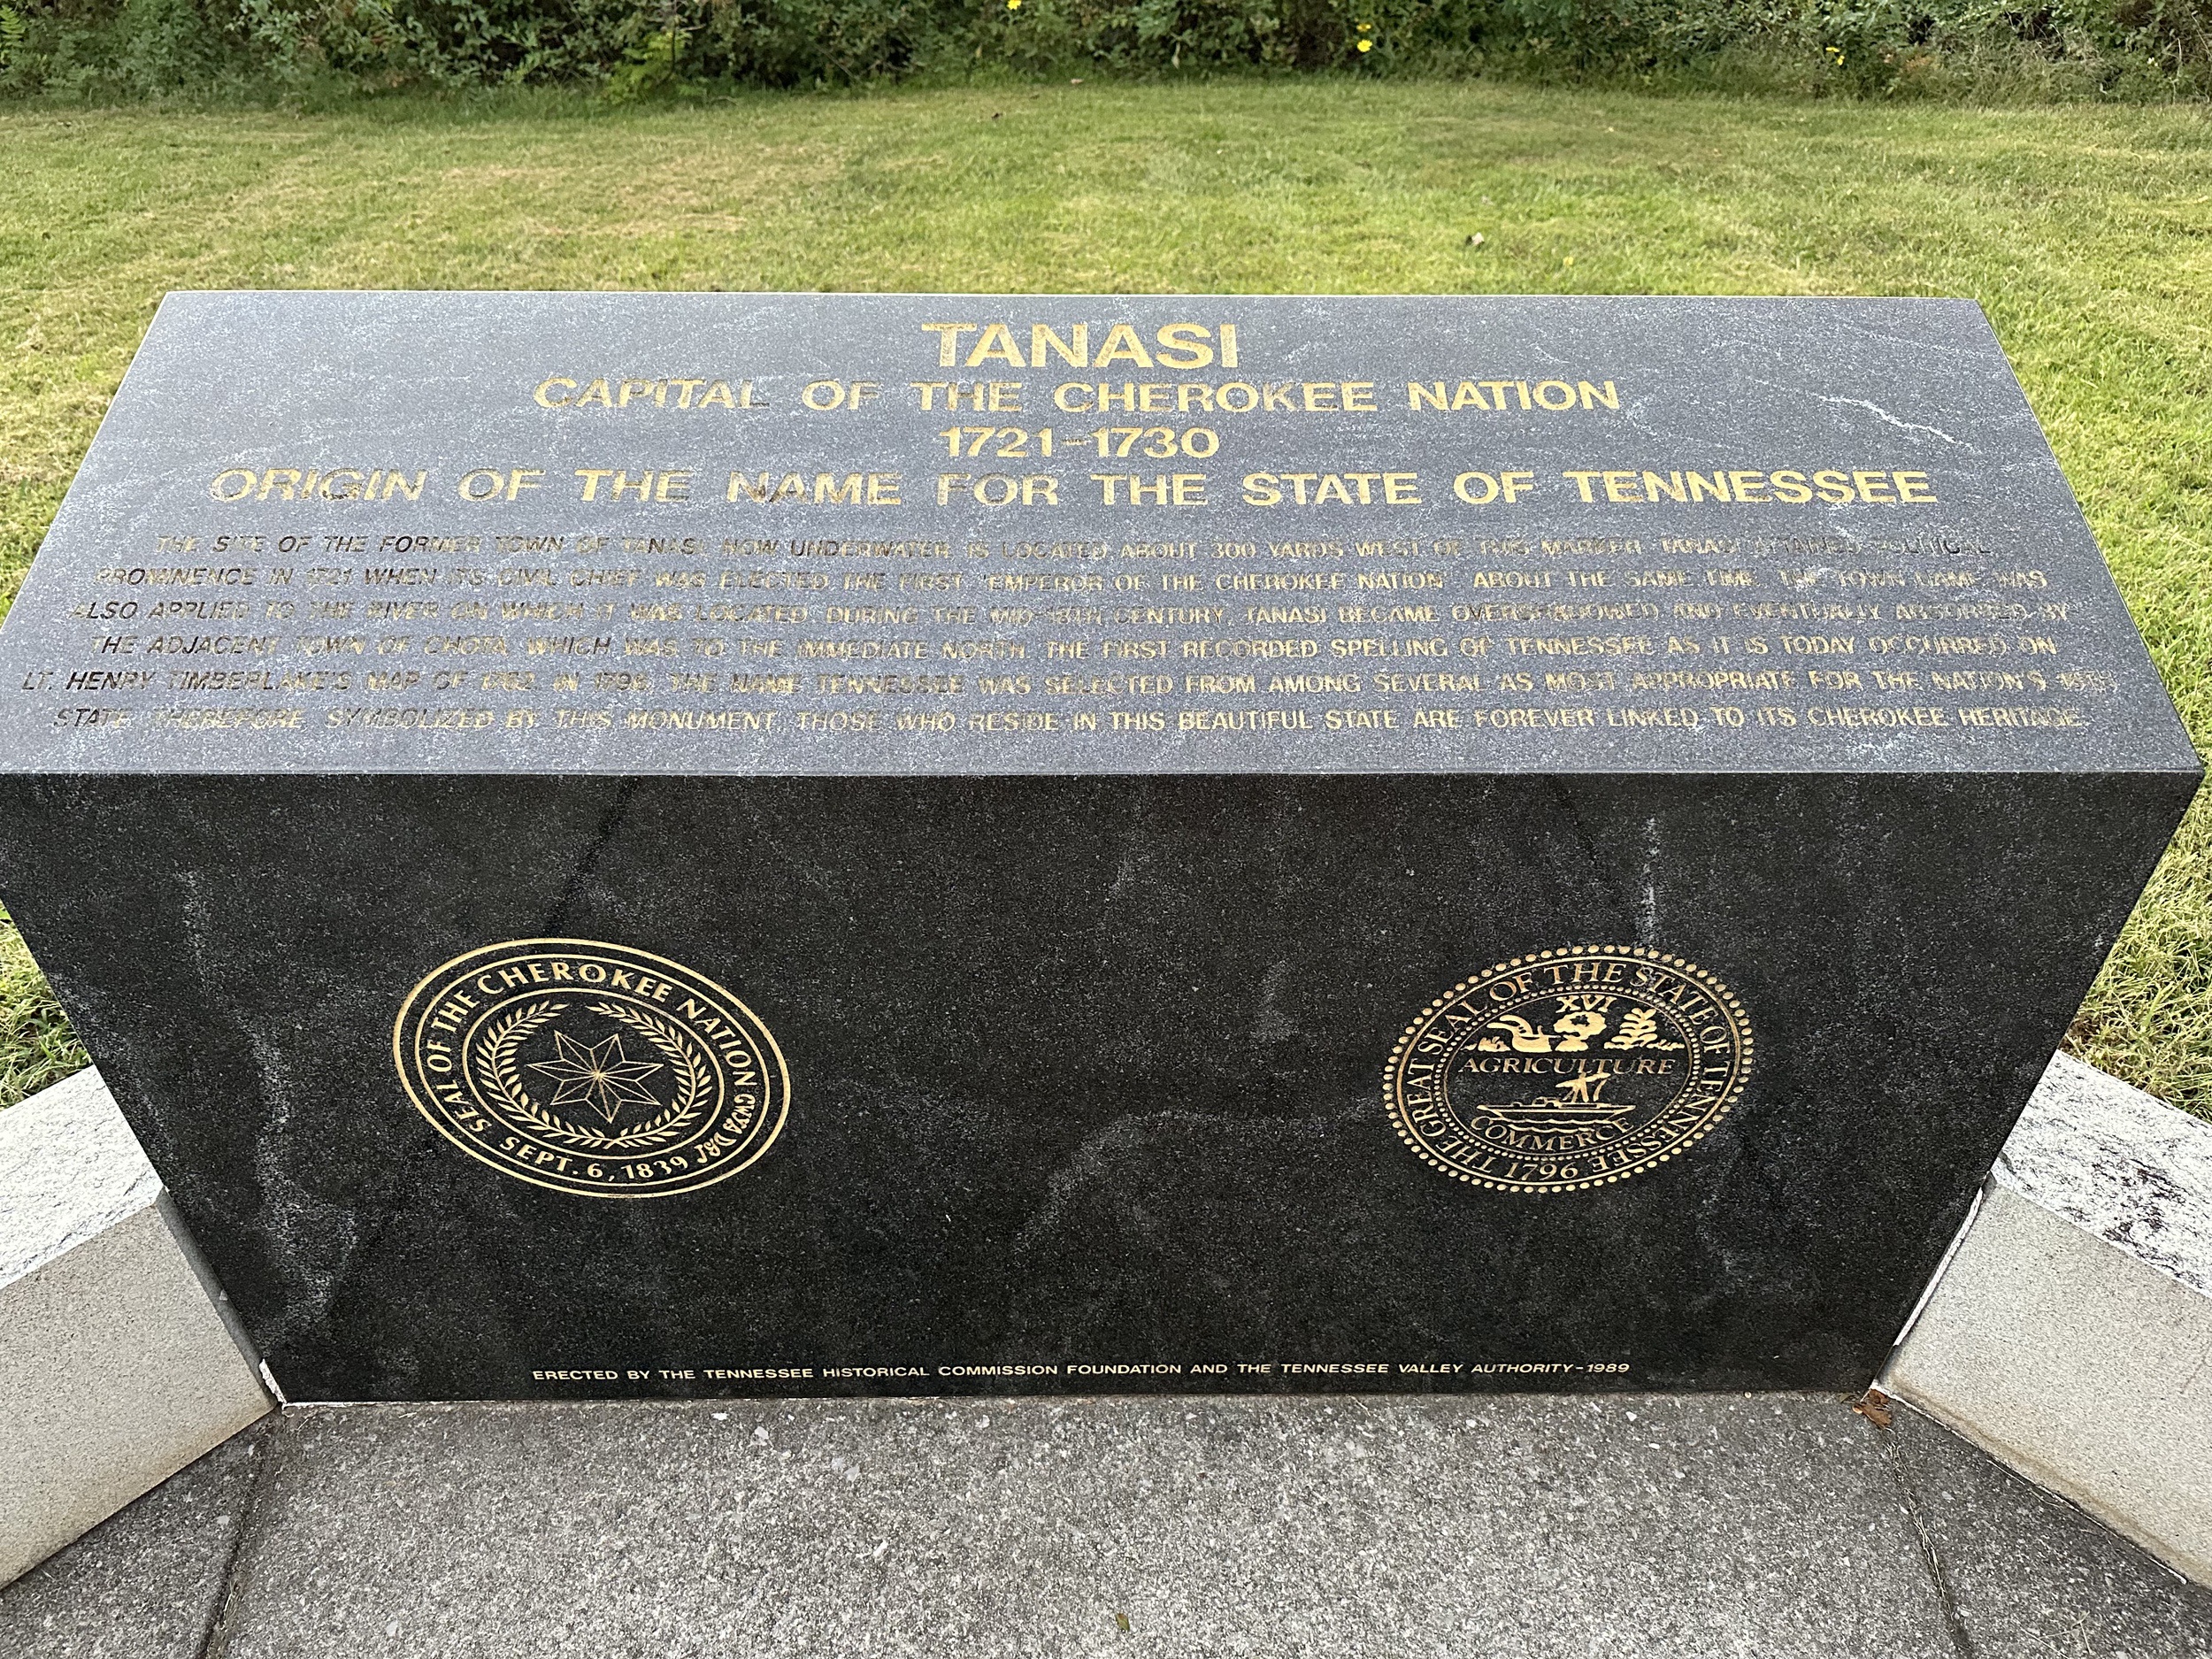 TANASI
CAPITAL OF THE CHEROKEE NATION
1721-1730
ORIGIN OF THE NAME FOR THE STATE OF TENNESSEE
THE SITE OF THE FORMER TOWN OF TANASI, NOW UNDERWATER, IS LOCATED ABOUT 300 YARDS WEST OF THIS MARKER. TANASI ATTAINED POLITICAL
PROMINENCE IN 1721 WHEN ITS CIVIL CHIEF WAS ELECTED THE FIRST "EMPEROR OF THE CHEROKEE NATION". ABOUT THE SAME TIME, THE TOWN NAME WAS
ALSO APPLIED TO THE RIVER ON WHICH IT WAS LOCATED. DURING THE MID-18TH CENTURY, TANASI BECAME OVERSHADOWED AND EVENTUALLY ABSORBED BY
THE ADJACENT TOWN OF CHOTA, WHICH WAS TO THE IMMEDIATE NORTH. THE FIRST RECORDED SPELLING OF TENNESSEE AS IT IS TODAY OCCURRED ON
LT. HENRY TIMBERLAKE'S MAP OF 1762. IN 1796, THE NAME TENNESSEE WAS SELECTED FROM AMONG SEVERAL AS MOST APPROPRIATE FOR THE NATION'S 16TH
STATE. THEREFORE, SYMBOLIZED BY THIS MONUMENT, THOSE WHO RESIDE IN THIS BEAUTIFUL STATE ARE FOREVER LINKED TO ITS CHEROKEE HERITAGE.
SEAL OF THE CHEROKEE NATION
SEPT. 6, 1839
THE GREAT SEAL OF THE STATE OF TENNESSEE
XVI
AGRICULTURE
COMMERCE
1796
ERECTED BY THE TENNESSEE HISTORICAL COMMISSION FOUNDATION AND THE TENNESSEE VALLEY AUTHORITY-1989